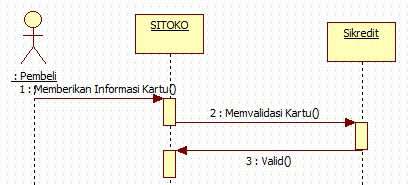 SITOKO
Sikredit
: Pembeli
1 : Memberikan Informasi Kartu()
2 : Memvalidasi Kartu()
3 : Valid()